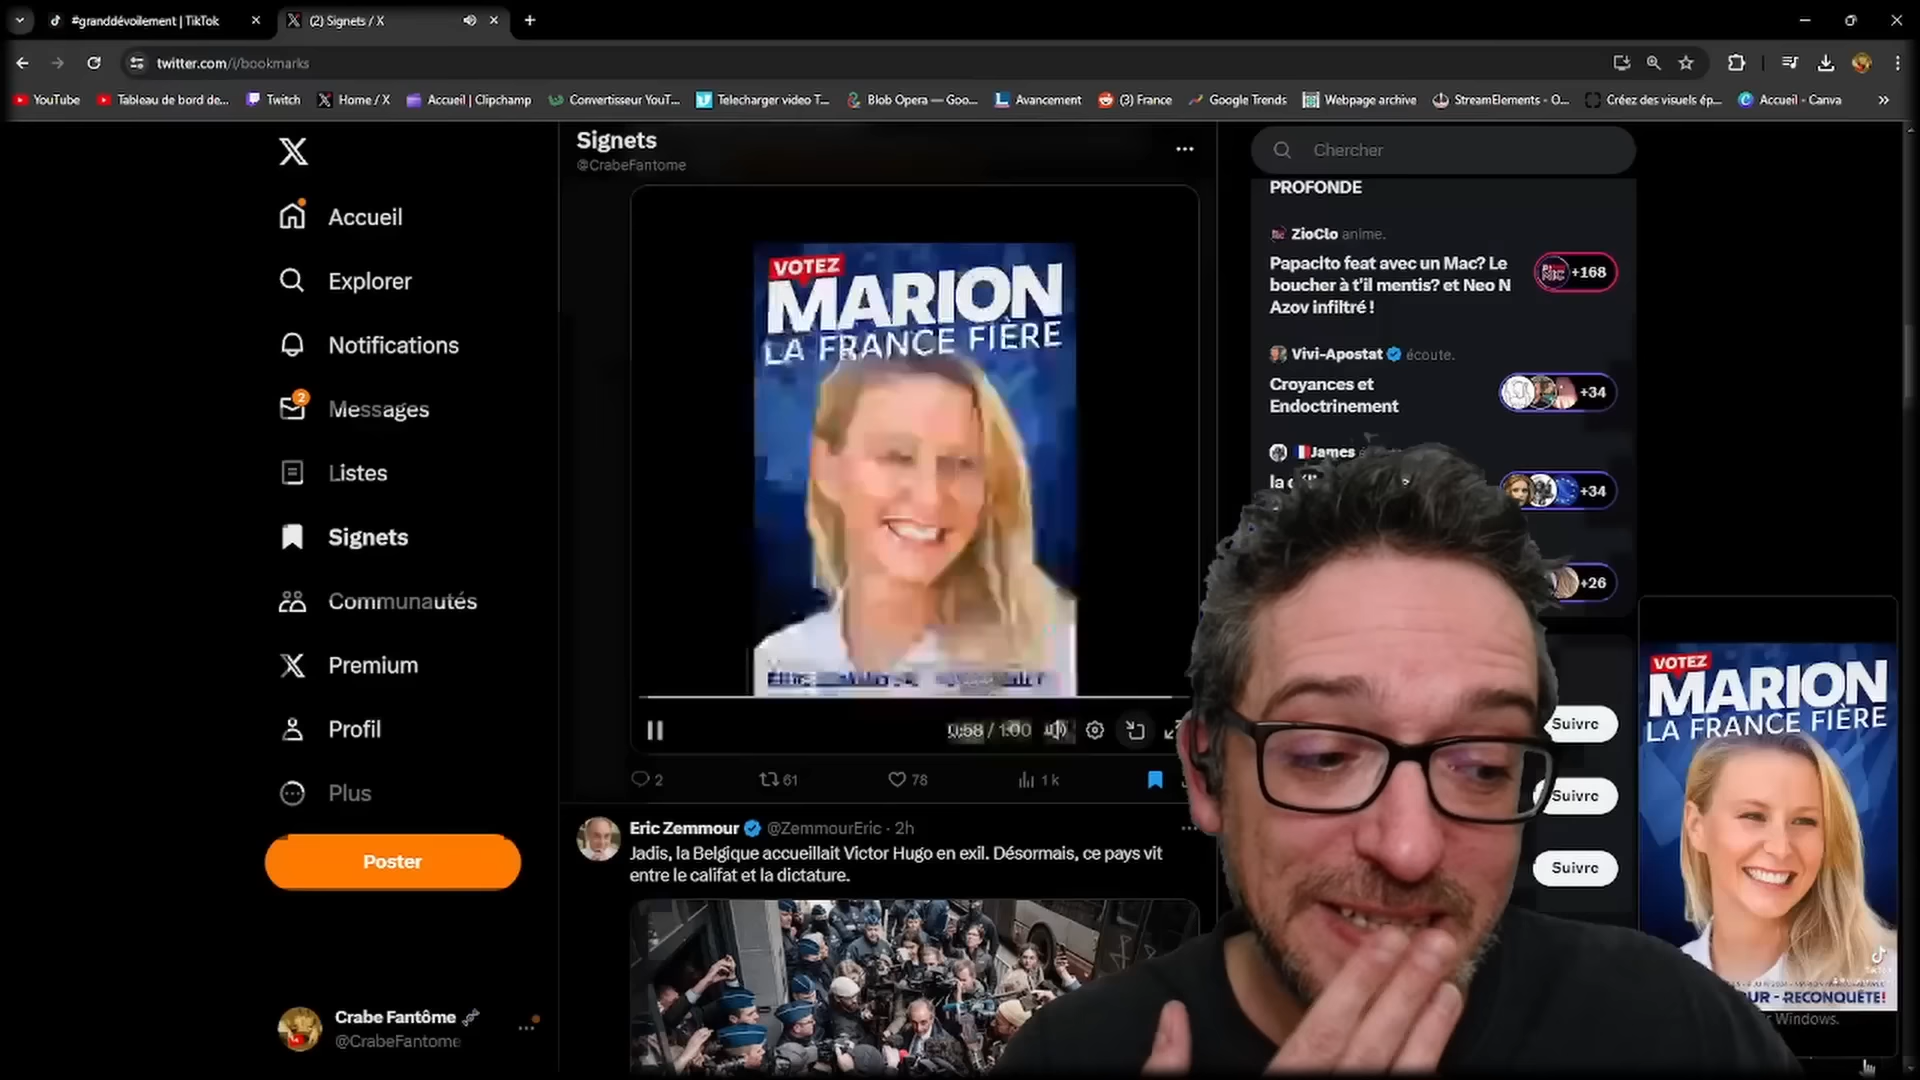 #granddévoilement | TikTok
(2) Signets / X
twitter.com/i/bookmarks
YouTube
Tableau de bord de...
Twitch
Home / X
Accueil | Clipchamp
Convertisseur YouT...
Telecharger video T...
Blob Opera — Goo...
Avancement
(3) France
Google Trends
Webpage archive
StreamElements - O...
Créez des visuels ép...
Accueil - Canva
Accueil
Explorer
Notifications
2
Messages
Listes
Signets
Communautés
Premium
Profil
Plus
Poster
Crabe Fantôme
@CrabeFantome
Signets
@CrabeFantome
VOTEZ
MARION
LA FRANCE FIÈRE
0:58 / 1:00
2
61
78
1 k
Eric Zemmour @ZemmourEric · 2h
Jadis, la Belgique accueillait Victor Hugo en exil. Désormais, ce pays vit
entre le califat et la dictature.
Chercher
PROFONDE
ZioClo anime.
Papacito feat avec un Mac? Le
boucher à t'il mentis? et Neo N
Azov infiltré !
+168
Vivi-Apostat écoute.
Croyances et
Endoctrinement
+34
James
la
+34
+26
Suivre
Suivre
Suivre
VOTEZ
MARION
LA FRANCE FIÈRE
UR - RECONQUÊTE!
Windows.